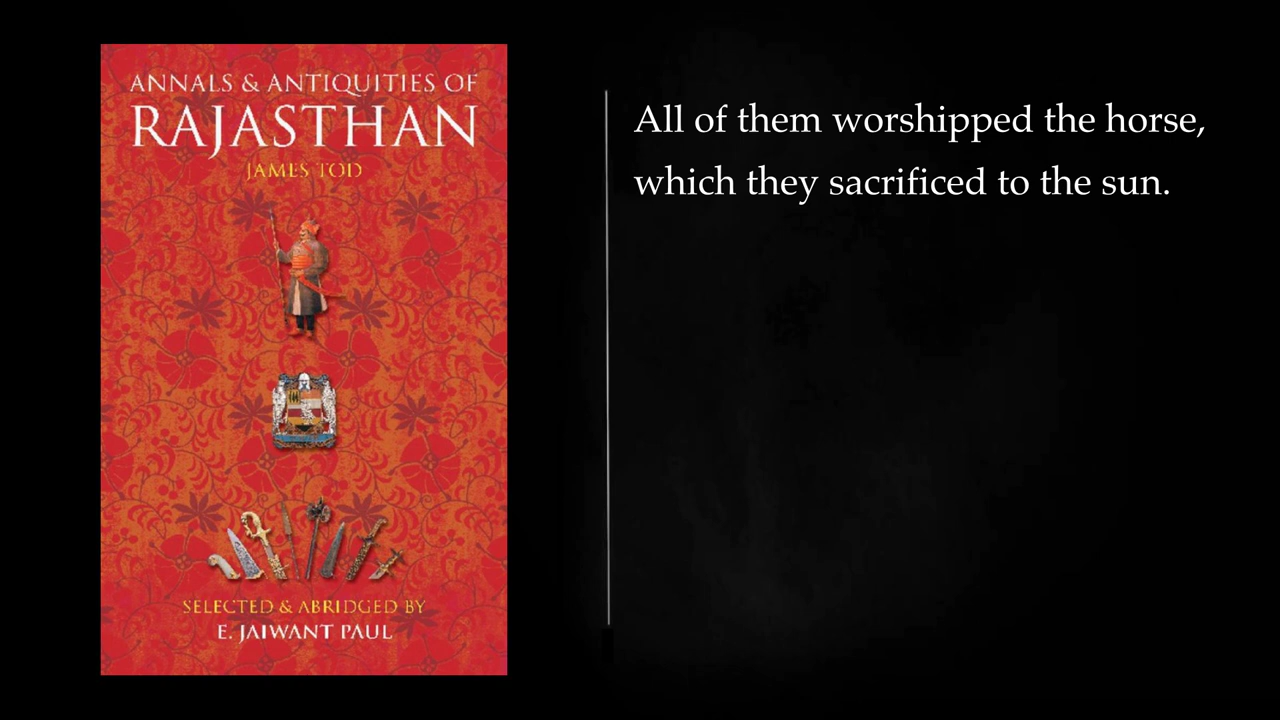 ANNALS & ANTIQUITIES OF
RAJASTHAN
JAMES TOD
SELECTED & ABRIDGED BY
E. JAIWANT PAUL
All of them worshipped the horse,
which they sacrificed to the sun.